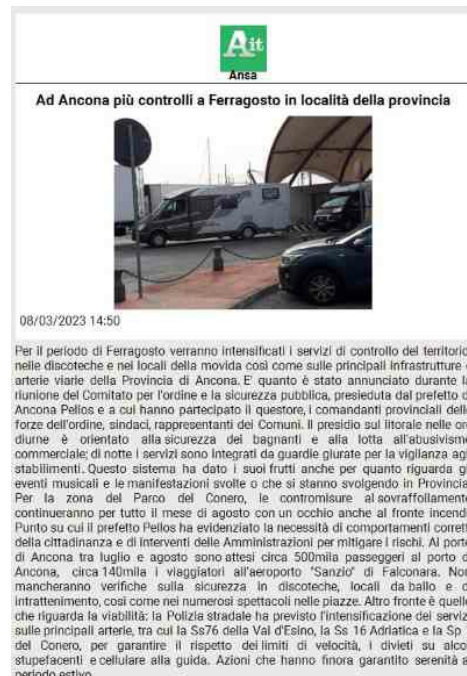 Ait
Ansa
Ad Ancona più controlli a Ferragosto in località della provincia
08/03/2023 14:50
Per il periodo di Ferragosto verranno intensificati i servizi di controllo del territorio
nelle discoteche e nei locali della movida così come sulle principali infrastrutture
arterie viarie della Provincia di Ancona. E' quanto è stato annunciato durante
riunione del Comitato per l'ordine e la sicurezza pubblica, presieduta dal prefetto d
Ancona Pellos e a cui hanno partecipato il questore, i comandanti provinciali dell
forze dell'ordine, sindaci, rappresentanti dei Comuni. Il presidio sul litorale nelle or
diurne è orientato alla sicurezza dei bagnanti e alla lotta all'abusivismo
commerciale; di notte i servizi sono integrati da guardie giurate per la vigilanza agl
stabilimenti. Questo sistema ha dato i suoi frutti anche per quanto riguarda gl
eventi musicali e le manifestazioni svolte o che si stanno svolgendo in Provincia
Per la zona del Parco del Conero, le contromisure al sovraffollamento
continueranno per tutto il mese di agosto con un occhio anche al fronte incend
Punto su cui il prefetto Pellos ha evidenziato la necessità di comportamenti corrett
della cittadinanza e di interventi delle Amministrazioni per mitigare i rischi. Al porto
di Ancona tra luglio e agosto sono attesi circa 500mila passeggeri al porto d
Ancona, circa 140mila i viaggiatori all'aeroporto "Sanzio" di Falconara. Non
mancheranno verifiche sulla sicurezza in discoteche, locali da ballo e d
intrattenimento, così come nei numerosi spettacoli nelle piazze. Altro fronte è quello
che riguarda la viabilità: la Polizia stradale ha previsto l'intensificazione dei serviz
sulle principali arterie, tra cui la Ss76 della Val d'Esino, la Ss 16 Adriatica e la Sp
del Conero, per garantire il rispetto dei limiti di velocità, i divieti su alco
stupefacenti e cellulare alla guida. Azioni che hanno finora garantito serenità a
periodo estivo.